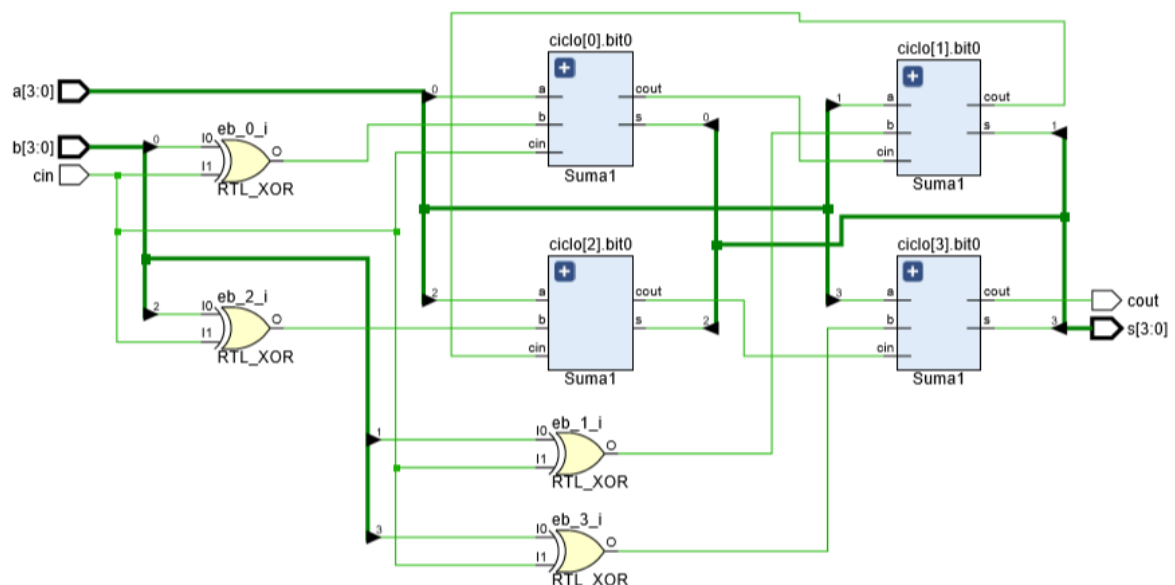 a[3:0]
b[3:0]
cin
0
eb_0_i
I0
I1
O
RTL_XOR
2
eb_2_i
I0
I1
O
RTL_XOR
0
ciclo[0].bit0
a
b
cin
cout
s
0
Suma1
2
ciclo[2].bit0
a
b
cin
cout
s
2
Suma1
1
eb_1_i
I0
I1
O
RTL_XOR
3
eb_3_i
I0
I1
O
RTL_XOR
1
ciclo[1].bit0
a
b
cin
cout
s
1
Suma1
3
ciclo[3].bit0
a
b
cin
cout
s
3
Suma1
cout
s[3:0]